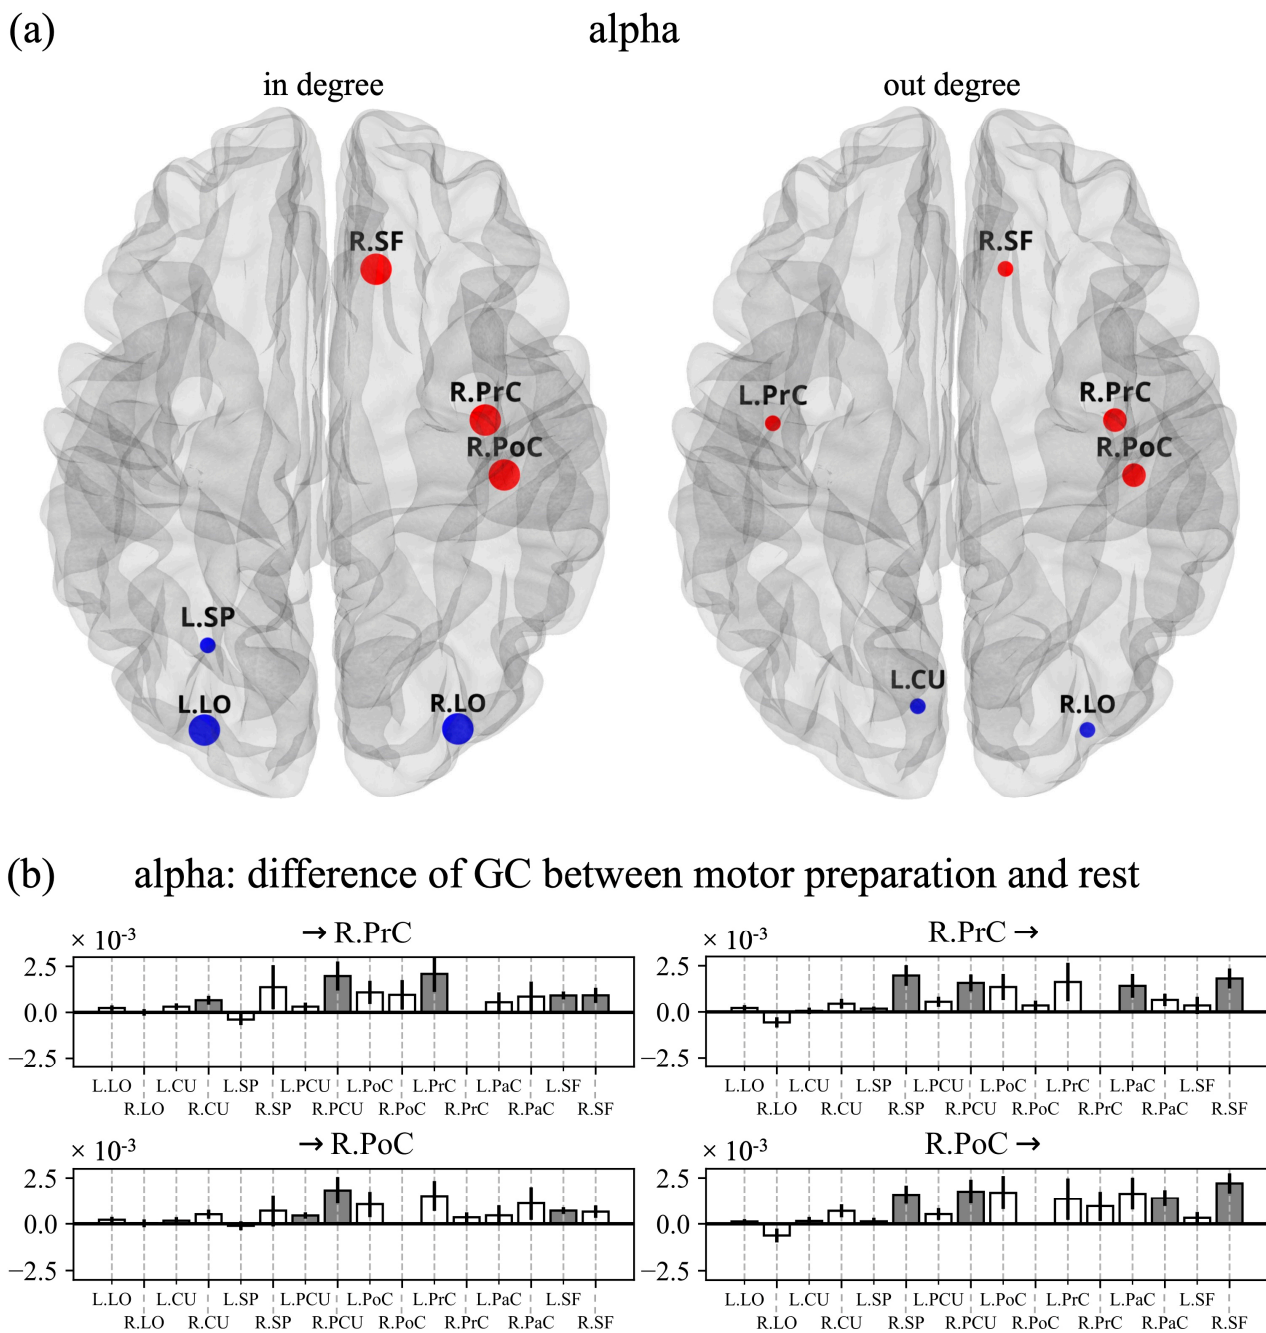 (a) alpha
in degree out degree
R.SF R.SF
R.PrC L.PrC R.PrC
R.PoC R.PoC
L.SP
L.LO R.LO L.CU R.LO
(b) alpha: difference of GC between motor preparation and rest
× 10-3 → R.PrC
2.5
0.0
−2.5
L.LO L.CU L.SP L.PCU L.PoC L.PrC L.PaC L.SF
R.LO R.CU R.SP R.PCU R.PoC R.PrC R.PaC R.SF
× 10-3 R.PrC →
2.5
0.0
−2.5
L.LO L.CU L.SP L.PCU L.PoC L.PrC L.PaC L.SF
R.LO R.CU R.SP R.PCU R.PoC R.PrC R.PaC R.SF
× 10-3 → R.PoC
2.5
0.0
−2.5
L.LO L.CU L.SP L.PCU L.PoC L.PrC L.PaC L.SF
R.LO R.CU R.SP R.PCU R.PoC R.PrC R.PaC R.SF
× 10-3 R.PoC →
2.5
0.0
−2.5
L.LO L.CU L.SP L.PCU L.PoC L.PrC L.PaC L.SF
R.LO R.CU R.SP R.PCU R.PoC R.PrC R.PaC R.SF